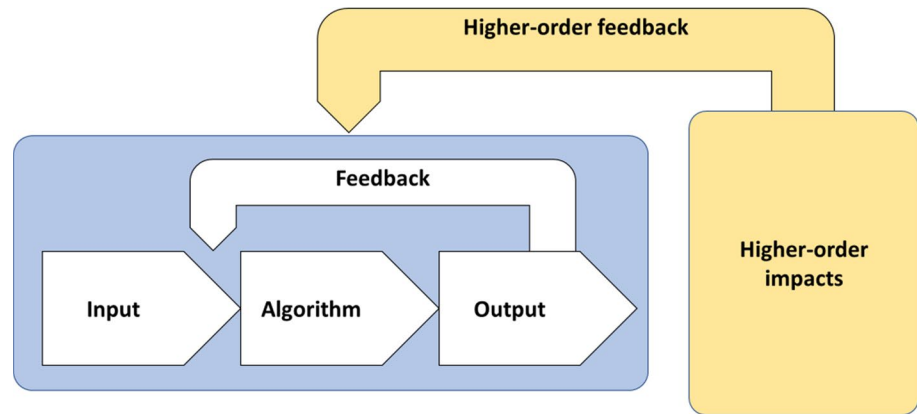 Higher-order feedback
Feedback
Input
Algorithm
Output
Higher-order
impacts